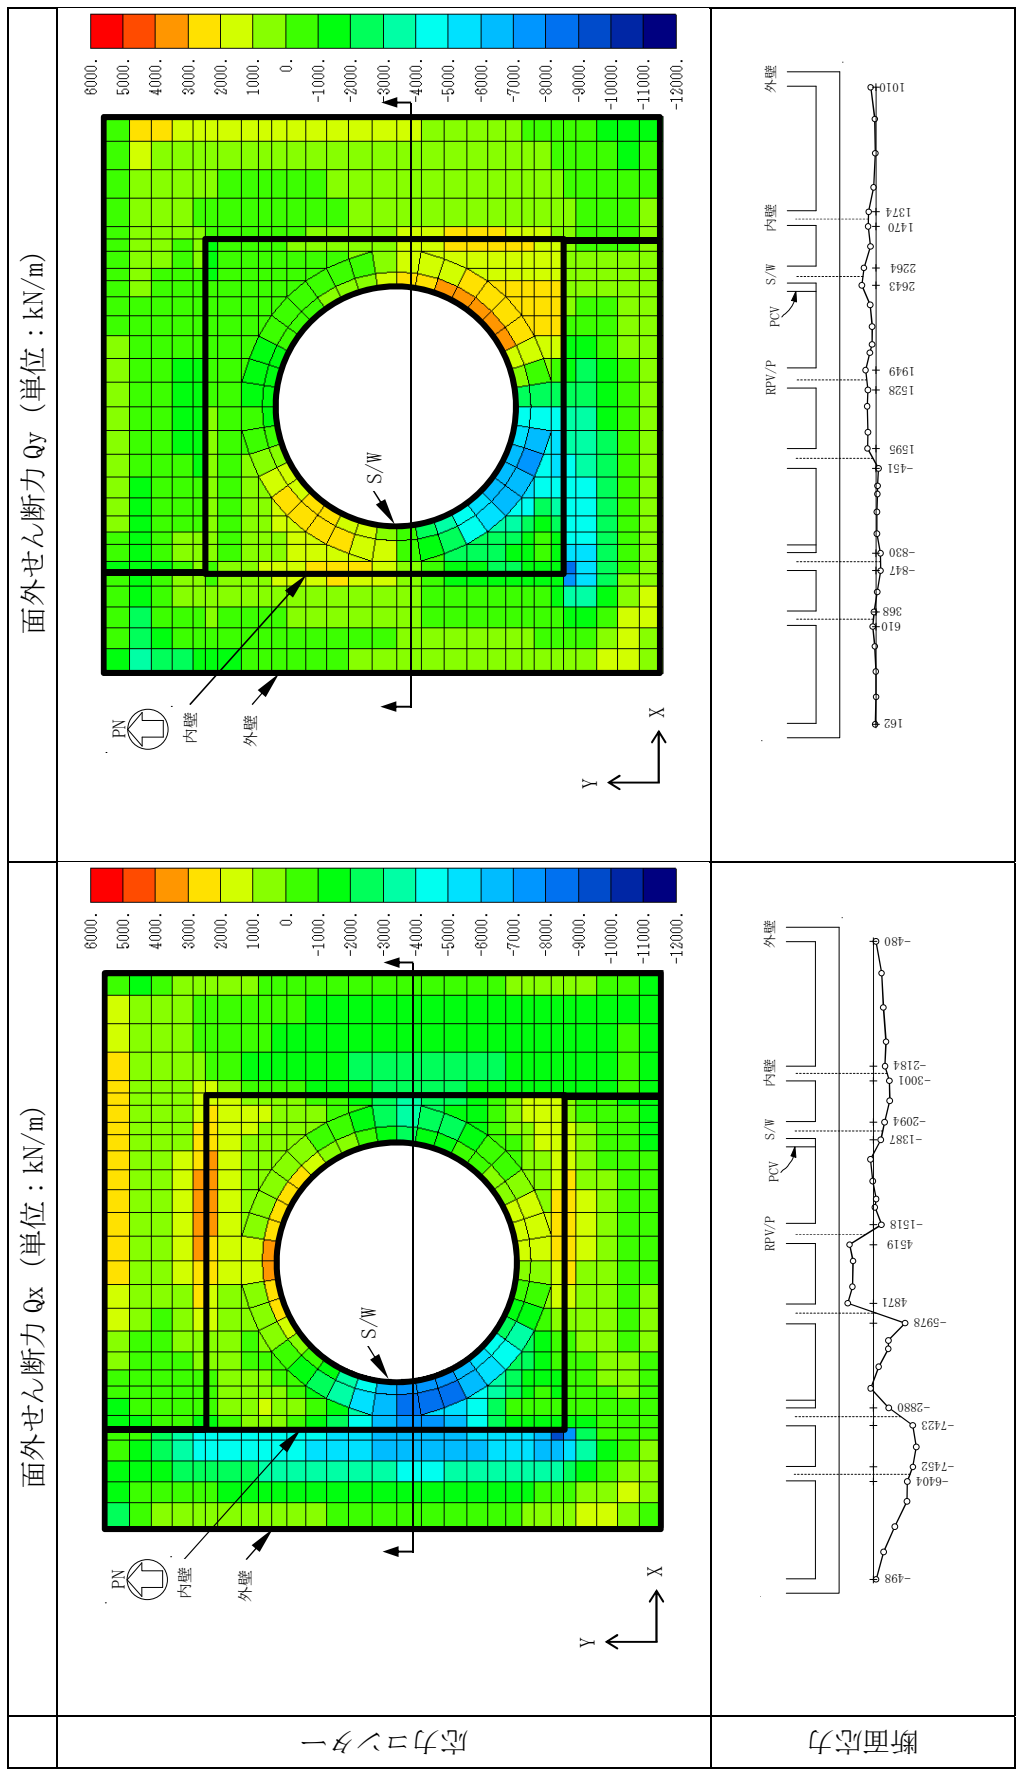 面外せん断力 Qx (単位:kN/m)
面外せん断力 Qy (単位:kN/m)
応力コンター
6000.
5000.
4000.
3000.
2000.
1000.
0.
-1000.
-2000.
-3000.
-4000.
-5000.
-6000.
-7000.
-8000.
-9000.
-10000.
-11000.
-12000.
PN
内壁
外壁
S/W
Y
X
6000.
5000.
4000.
3000.
2000.
1000.
0.
-1000.
-2000.
-3000.
-4000.
-5000.
-6000.
-7000.
-8000.
-9000.
-10000.
-11000.
-12000.
PN
内壁
外壁
S/W
Y
X
断面応力
RPV/P
PCV
S/W
内壁
外壁
-498
-6404
-7452
-7423
-2880
-5978
4871
4519
-1518
-1387
-2094
-3001
-2184
-480
RPV/P
PCV
S/W
内壁
外壁
162
610
368
-847
-830
-451
1595
1528
1949
2643
2264
1470
1374
1010